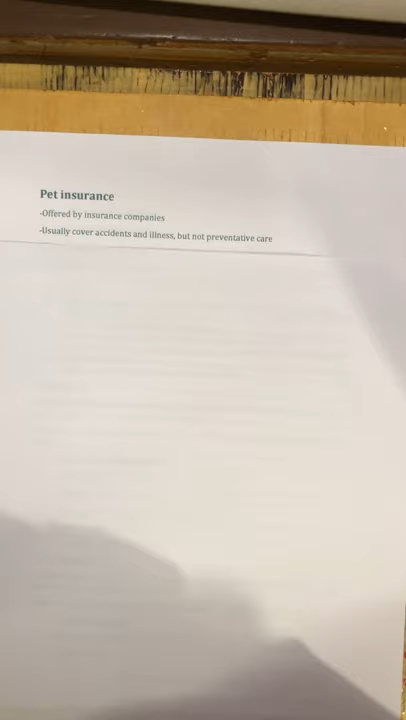 Pet insurance
-Offered by insurance companies
-Usually cover accidents and illness, but not preventative care